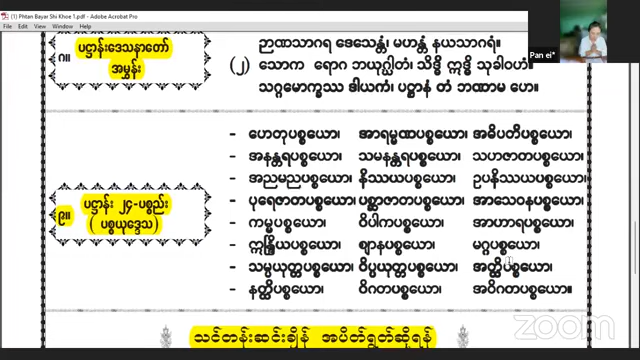 Phtan Bayar Shi Khoe 1.pdf - Adobe Acrobat Pro
File Edit View Window Help
Pan ei*
၈။ ပဋ္ဌာန်းဒေသနာတော်
အမွှန်း
ဉာဏသာဂရ ဒေသေန္တံ၊ မဟန္တံ နယသာဂရံ။
(၂) သောက ရောဂ ဘယုဂ္ဃါတံ၊ သိဒ္ဓိ ဣဒ္ဓိ သုခါဝဟံ။
သဂ္ဂမောက္ခဿ ဒါယကံ၊ ပဋ္ဌာနံ တံ ဘဏာမ ဟေ။
၉။ ပဋ္ဌာန်း ၂၄-ပစ္စည်း
(ပစ္စယုဒ္ဒေသ)
- ဟေတုပစ္စယော၊ အာရမ္မဏပစ္စယော၊ အဓိပတိပစ္စယော၊
- အနန္တရပစ္စယော၊ သမနန္တရပစ္စယော၊ သဟဇာတပစ္စယော၊
- အညမညပစ္စယော၊ နိဿယပစ္စယော၊ ဥပနိဿယပစ္စယော၊
- ပုရေဇာတပစ္စယော၊ ပစ္ဆာဇာတပစ္စယော၊ အာသေဝနပစ္စယော၊
- ကမ္မပစ္စယော၊ ဝိပါကပစ္စယော၊ အာဟာရပစ္စယော၊
- ဣန္ဒြိယပစ္စယော၊ ဈာနပစ္စယော၊ မဂ္ဂပစ္စယော၊
- သမ္ပယုတ္တပစ္စယော၊ ဝိပ္ပယုတ္တပစ္စယော၊ အတ္ထိပစ္စယော၊
- နတ္ထိပစ္စယော၊ ဝိဂတပစ္စယော၊ အဝိဂတပစ္စယော။
သင်တန်းဆင်းချိန် အပိတ်ရွတ်ဆိုရန်
zoom